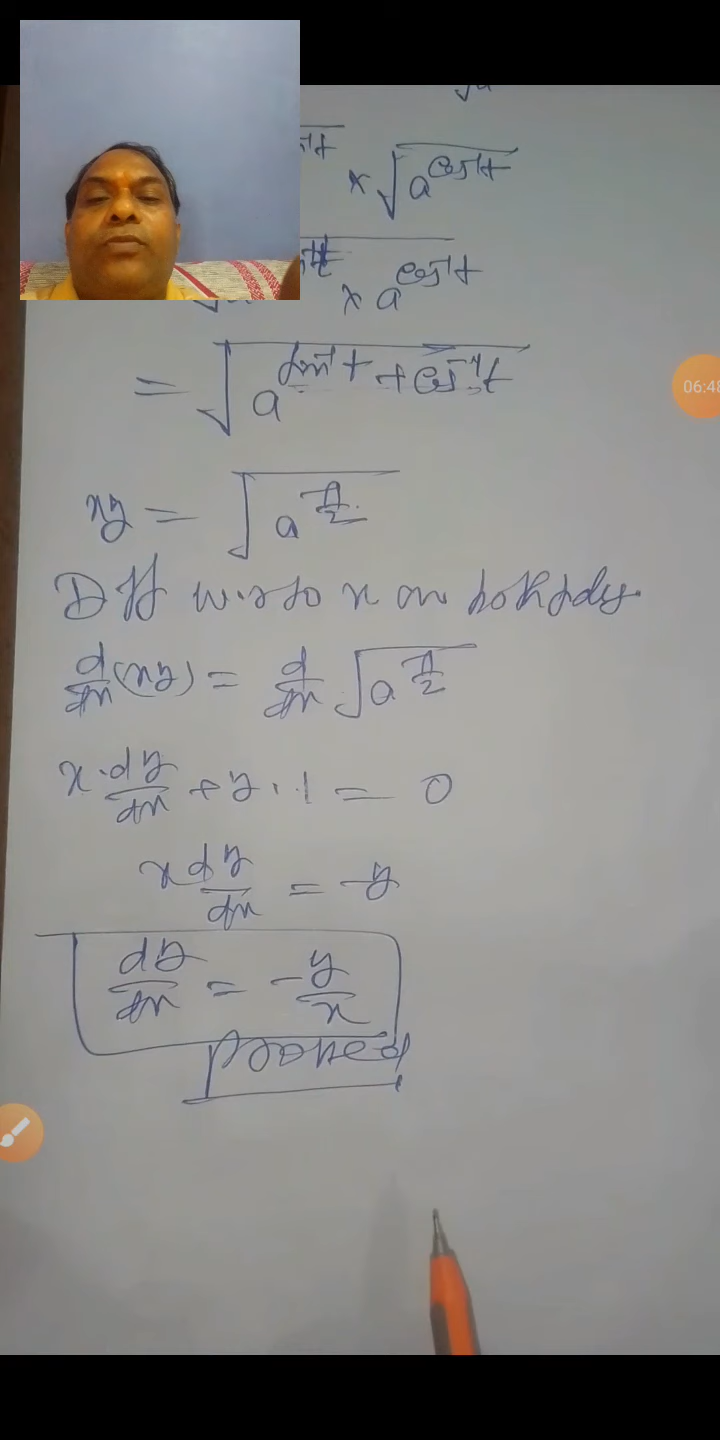 × √a^cos⁻¹t
× a^cos⁻¹t
= √a^sin⁻¹t + cos⁻¹t
06:48
xy = √a^π/2
Diff w.r.to x on both sides.
d/dx (xy) = d/dx √a^π/2
x · dy/dx + y · 1 = 0
x dy/dx = -y
dy/dx = -y/x
proved